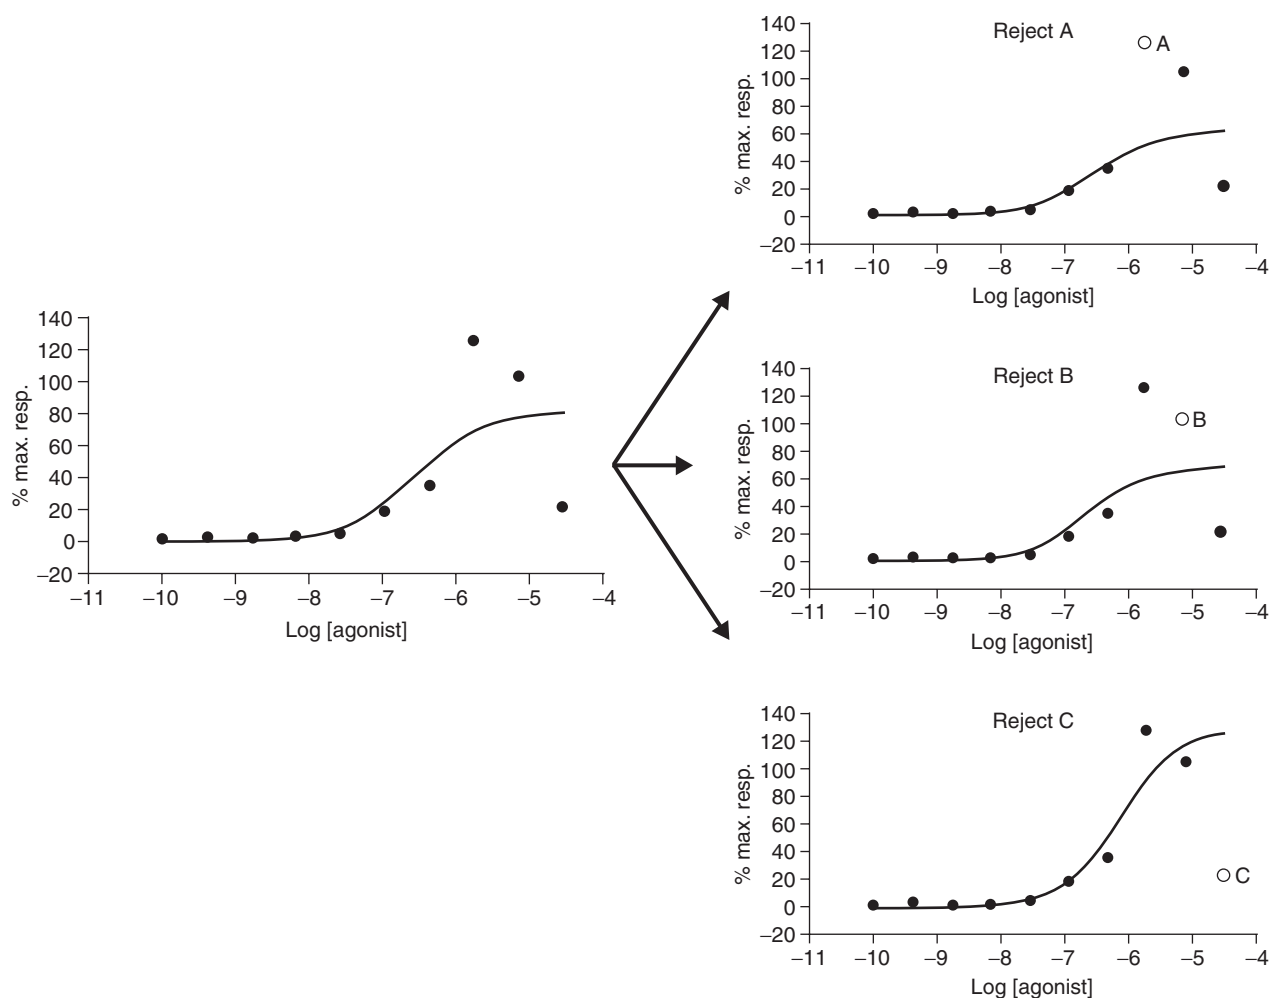 140
120
100
80
60
40
20
0
–20
% max. resp.
–11 –10 –9 –8 –7 –6 –5 –4
Log [agonist]
Reject A
A
140
120
100
80
60
40
20
0
–20
% max. resp.
–11 –10 –9 –8 –7 –6 –5 –4
Log [agonist]
Reject B
B
140
120
100
80
60
40
20
0
–20
% max. resp.
–11 –10 –9 –8 –7 –6 –5 –4
Log [agonist]
Reject C
C
140
120
100
80
60
40
20
0
–20
% max. resp.
–11 –10 –9 –8 –7 –6 –5 –4
Log [agonist]